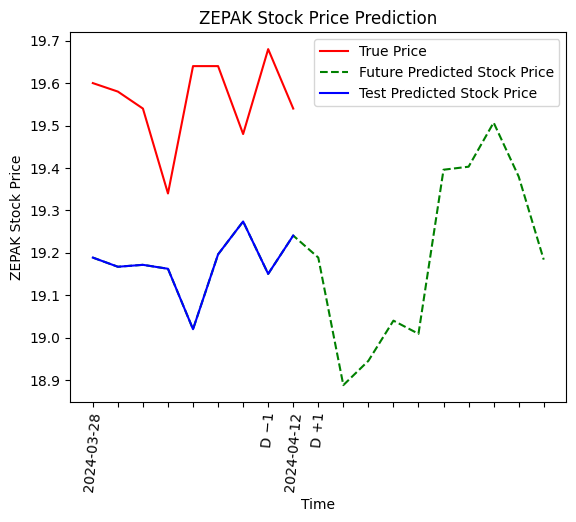 ZEPAK Stock Price Prediction
True Price
Future Predicted Stock Price
Test Predicted Stock Price
ZEPAK Stock Price
19.7
19.6
19.5
19.4
19.3
19.2
19.1
19.0
18.9
2024-03-28
D −1
2024-04-12
D +1
Time